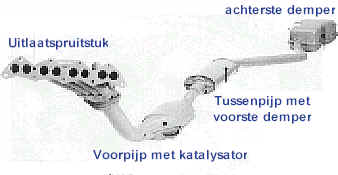 achterste demper
Uitlaatspruitstuk
Tussenpijp met
voorste demper
Voorpijp met katalysator